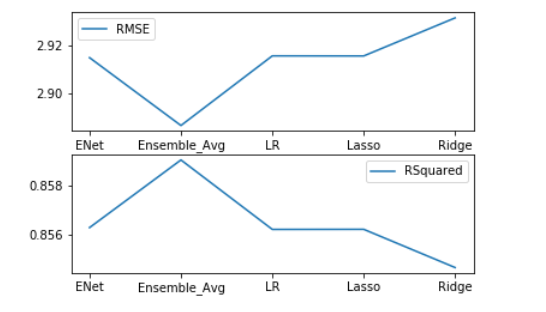 RMSE
2.92
2.90
ENet Ensemble_Avg LR Lasso Ridge
RSquared
0.858
0.856
ENet Ensemble_Avg LR Lasso Ridge